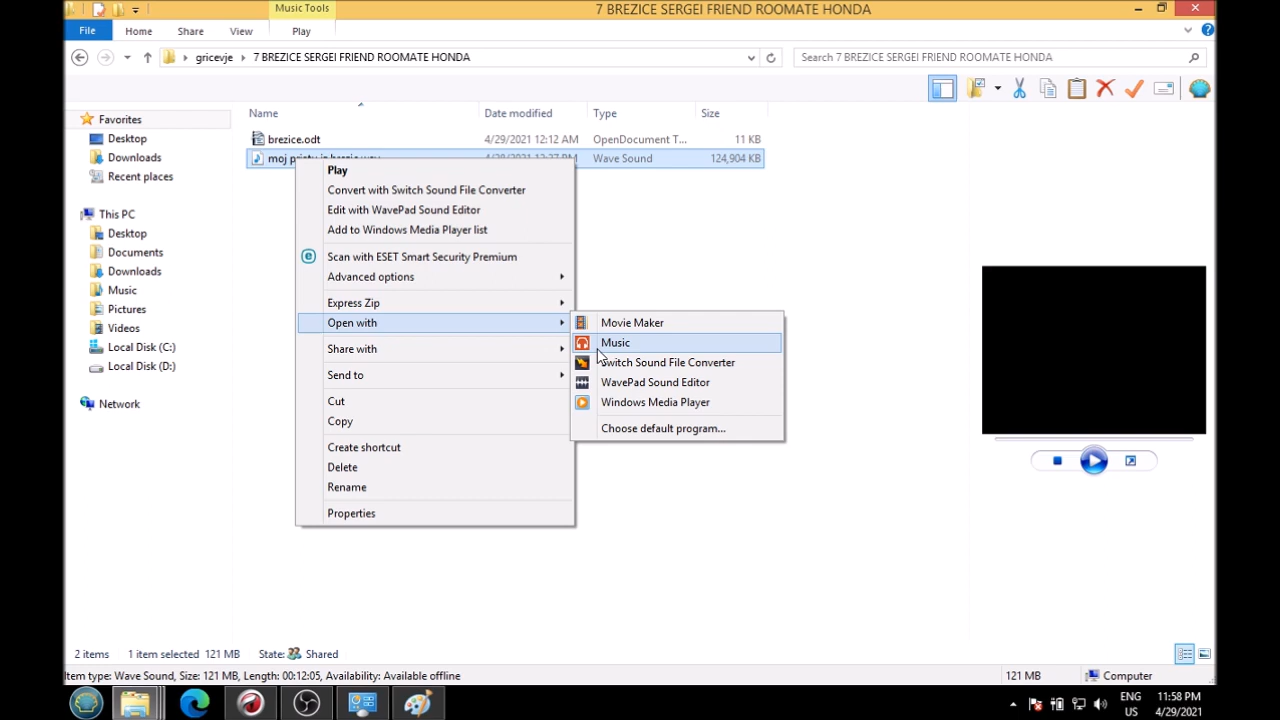 Music Tools
7 BREZICE SERGEI FRIEND ROOMATE HONDA
File Home Share View Play
gricevje 7 BREZICE SERGEI FRIEND ROOMATE HONDA
Search 7 BREZICE SERGEI FRIEND ROOMATE HONDA
Name Date modified Type Size
brezice.odt 4/29/2021 12:12 AM OpenDocument T... 11 KB
moj Wave Sound 124,904 KB
Favorites
Desktop
Downloads
Recent places
This PC
Desktop
Documents
Downloads
Music
Pictures
Videos
Local Disk (C:)
Local Disk (D:)
Network
Play
Convert with Switch Sound File Converter
Edit with WavePad Sound Editor
Add to Windows Media Player list
Scan with ESET Smart Security Premium
Advanced options
Express Zip
Open with
Share with
Send to
Cut
Copy
Create shortcut
Delete
Rename
Properties
Movie Maker
Music
Switch Sound File Converter
WavePad Sound Editor
Windows Media Player
Choose default program...
2 items 1 item selected 121 MB State: Shared
Item type: Wave Sound, Size: 121 MB, Length: 00:12:05, Availability: Available offline 121 MB Computer
ENG 11:58 PM
US 4/29/2021